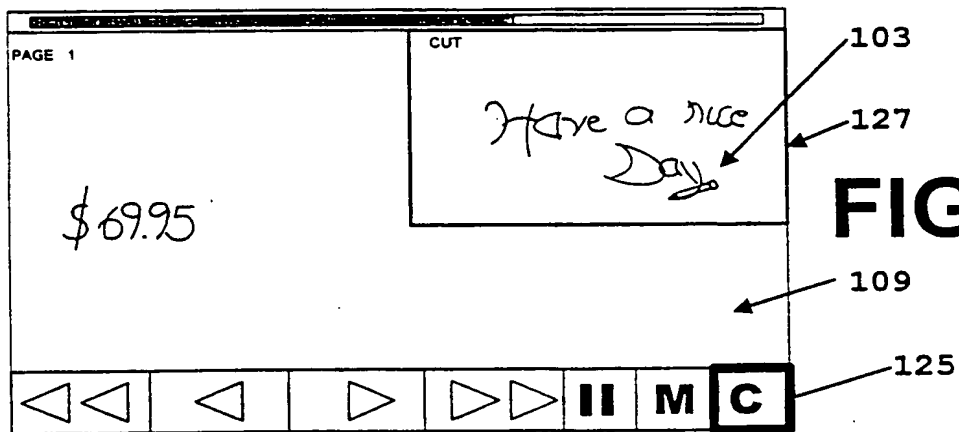 PAGE 1
CUT
103
Have a nice
Day
127
$69.95
FIG
109
125
II M C